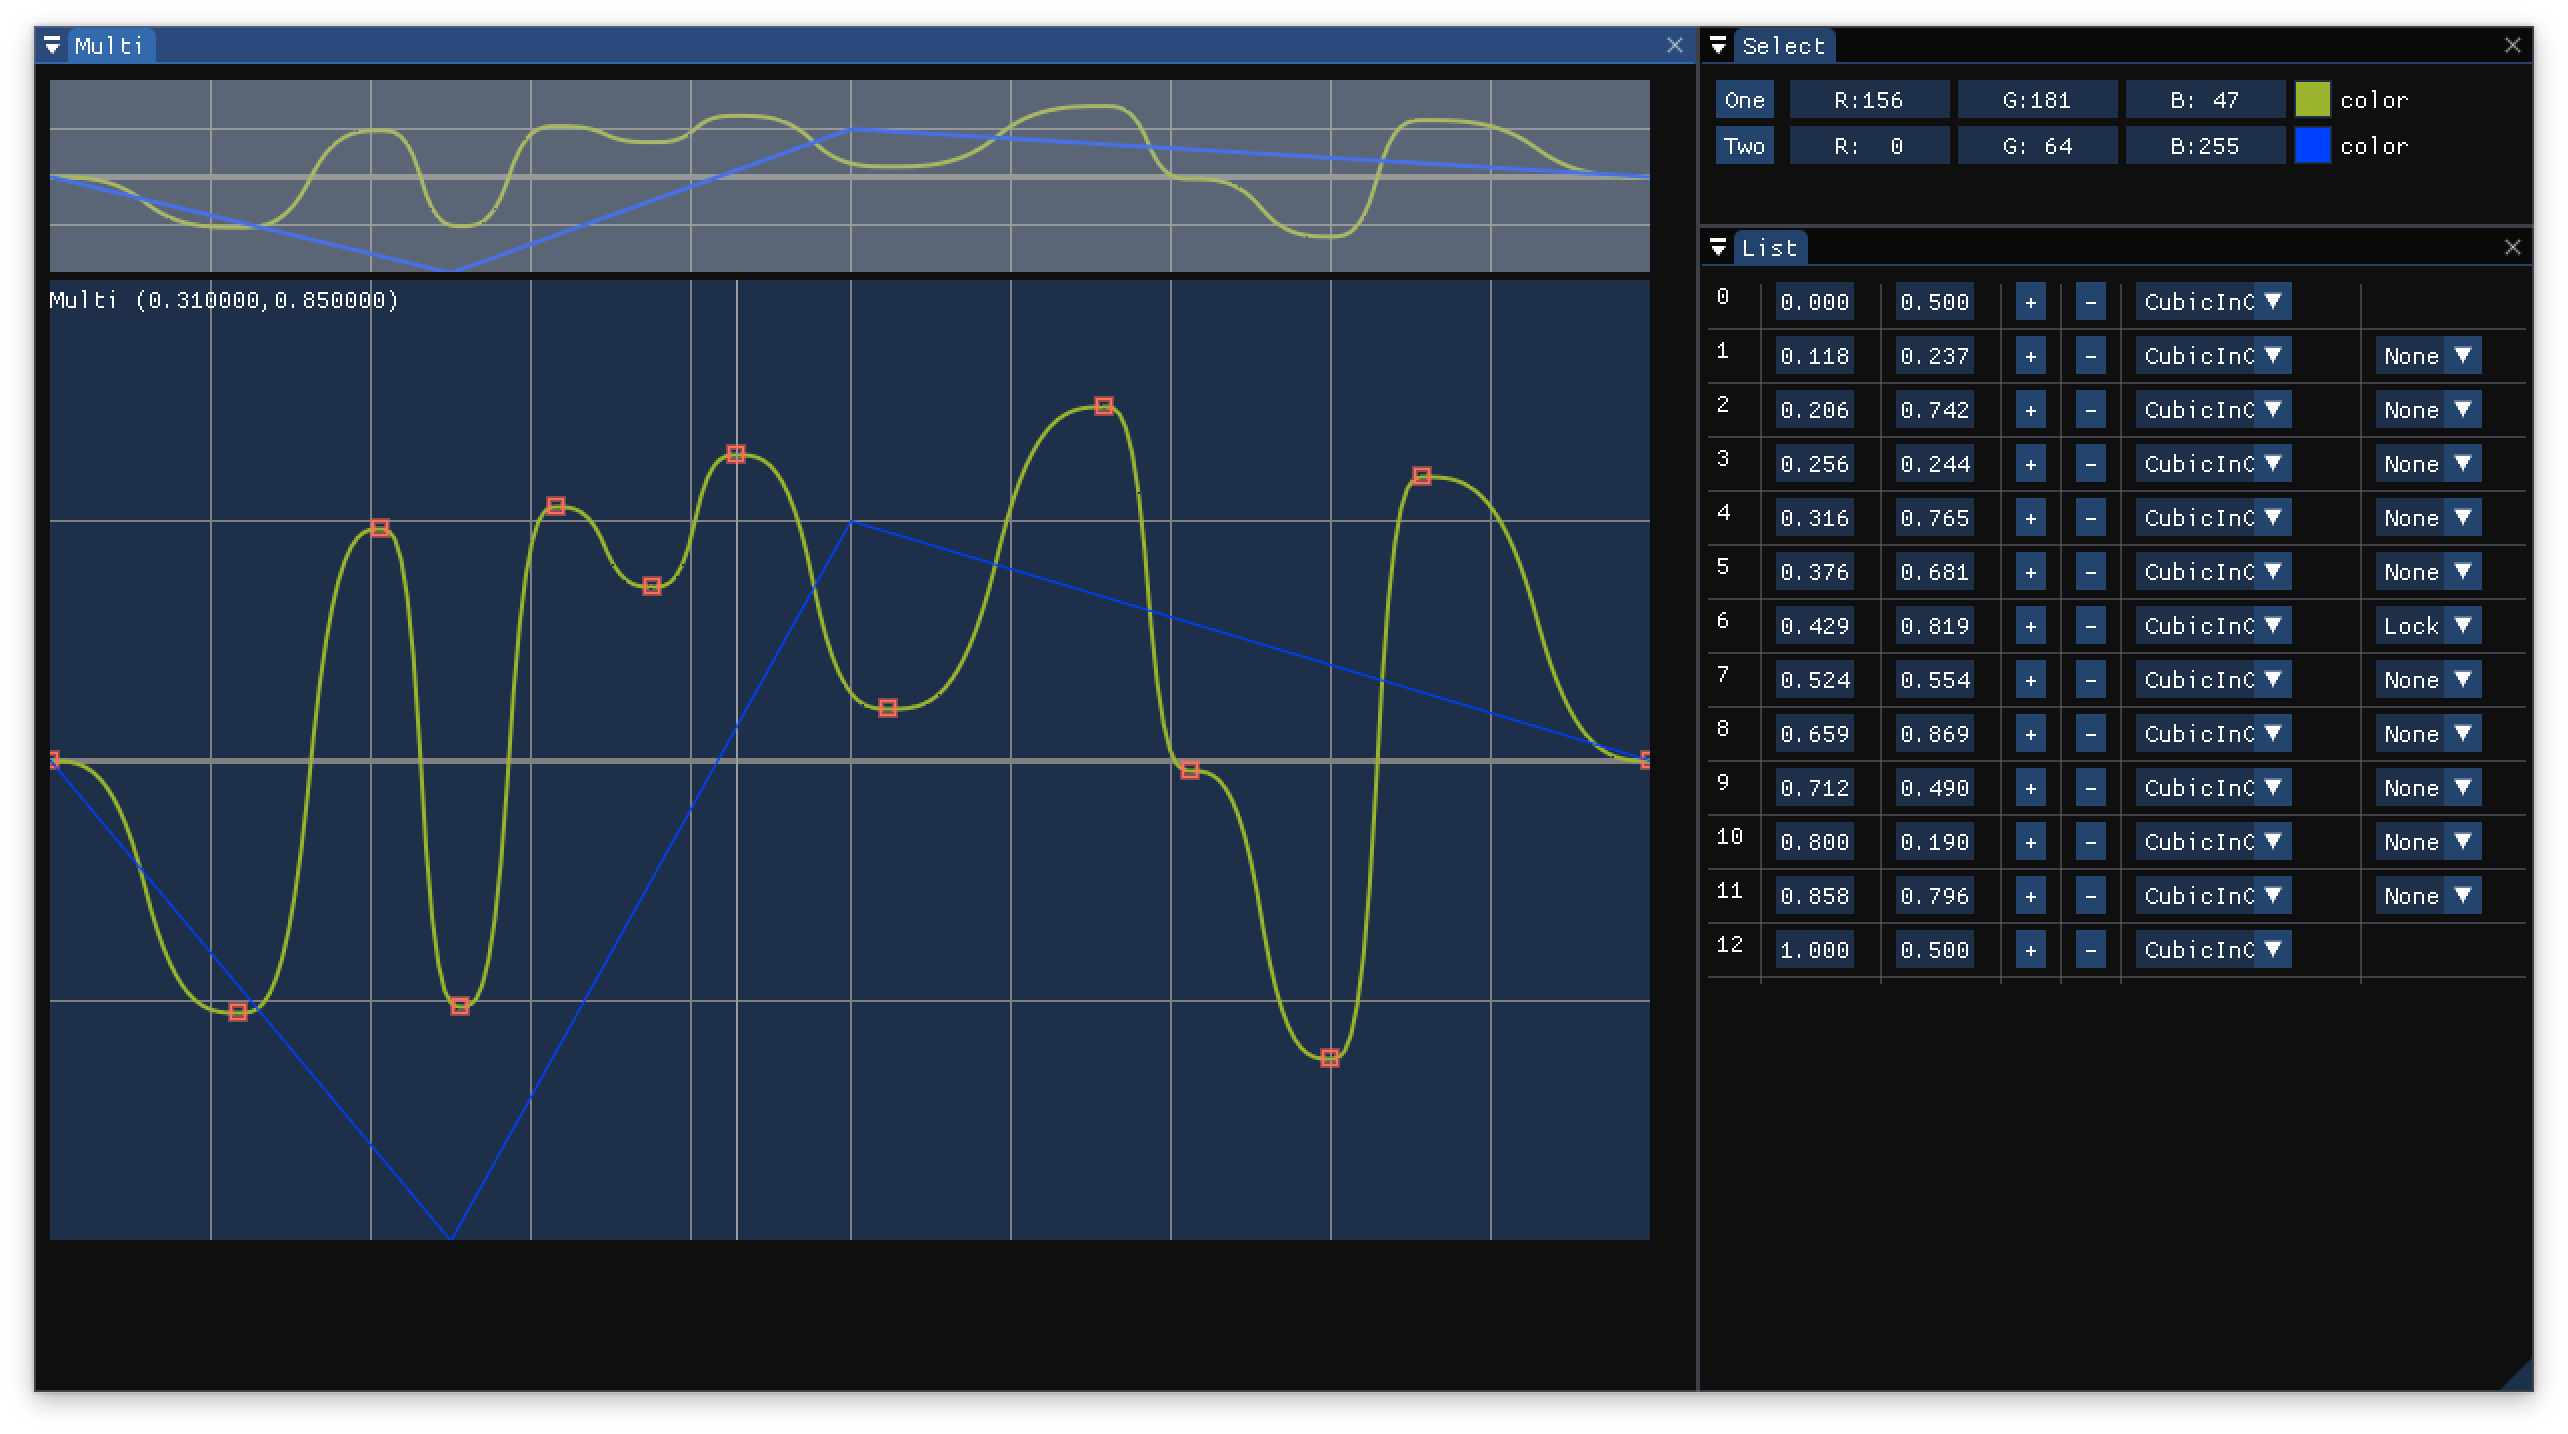 Multi
Multi (0.310000,0.850000)
Select
One R:156 G:181 B: 47 color
Two R: 0 G: 64 B:255 color
List
0 0.000 0.500 + - CubicInC
1 0.118 0.237 + - CubicInC None
2 0.206 0.742 + - CubicInC None
3 0.256 0.244 + - CubicInC None
4 0.316 0.765 + - CubicInC None
5 0.376 0.681 + - CubicInC None
6 0.429 0.819 + - CubicInC Lock
7 0.524 0.554 + - CubicInC None
8 0.659 0.869 + - CubicInC None
9 0.712 0.490 + - CubicInC None
10 0.800 0.190 + - CubicInC None
11 0.858 0.796 + - CubicInC None
12 1.000 0.500 + - CubicInC